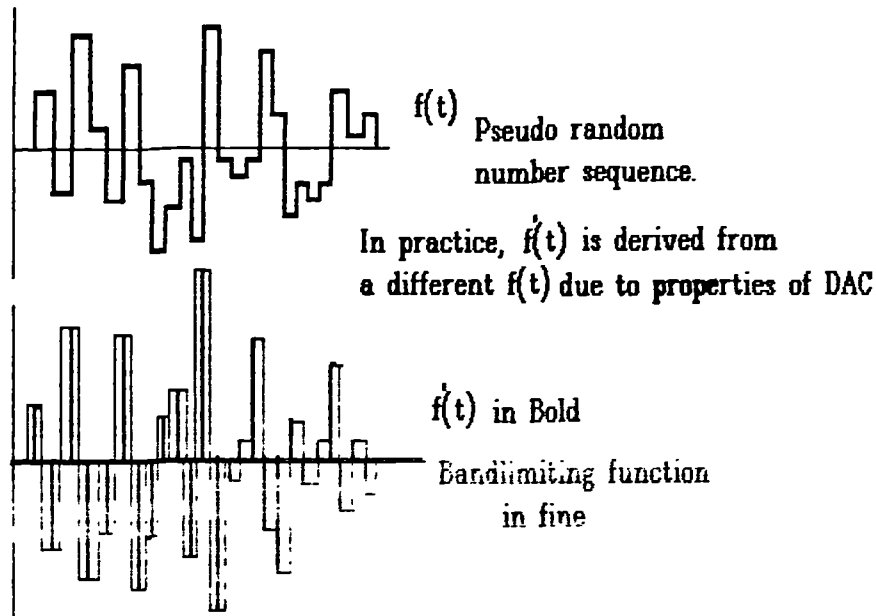 f(t) Pseudo random
number sequence.
In practice, f'(t) is derived from
a different f(t) due to properties of DAC
f'(t) in Bold
Bandlimiting function
in fine